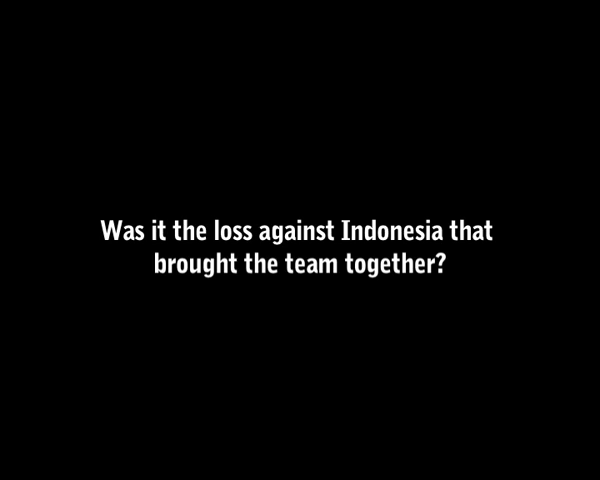 Was it the loss against Indonesia that
brought the team together?